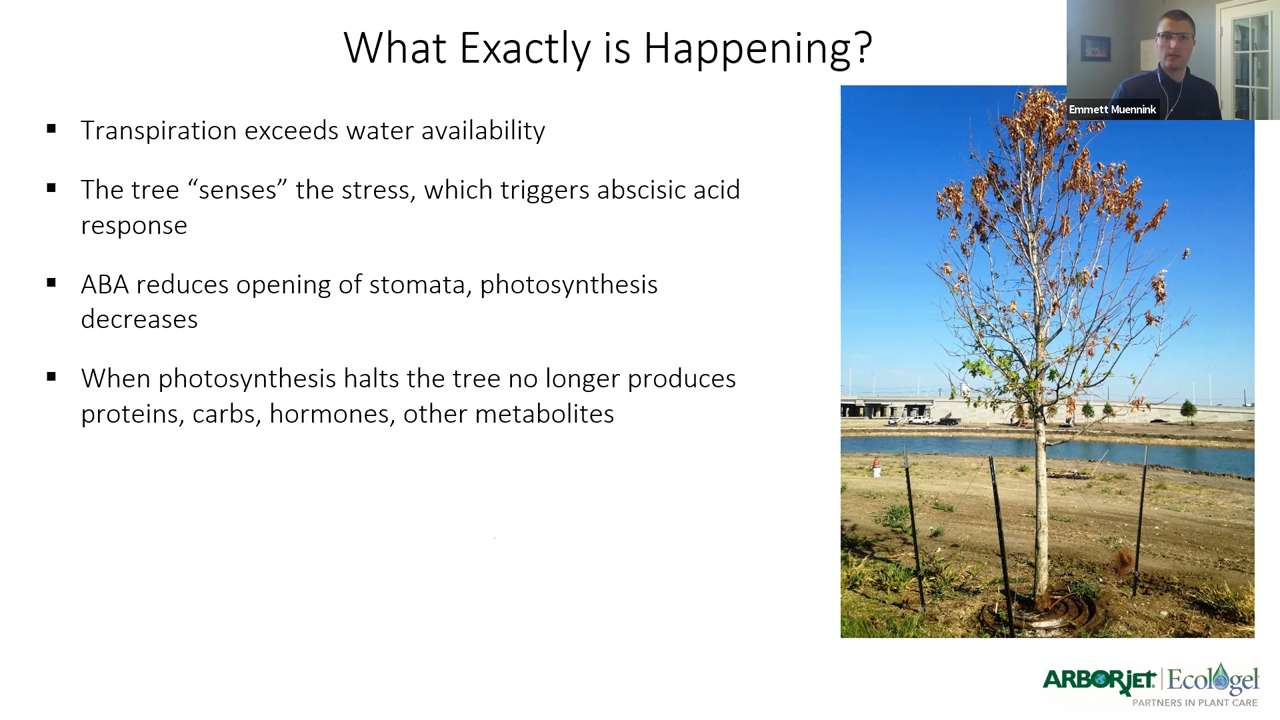 What Exactly is Happening?
Emmett Muennink
▪ Transpiration exceeds water availability
▪ The tree “senses” the stress, which triggers abscisic acid
response
▪ ABA reduces opening of stomata, photosynthesis
decreases
▪ When photosynthesis halts the tree no longer produces
proteins, carbs, hormones, other metabolites
ARBORjET | Ecologel
PARTNERS IN PLANT CARE